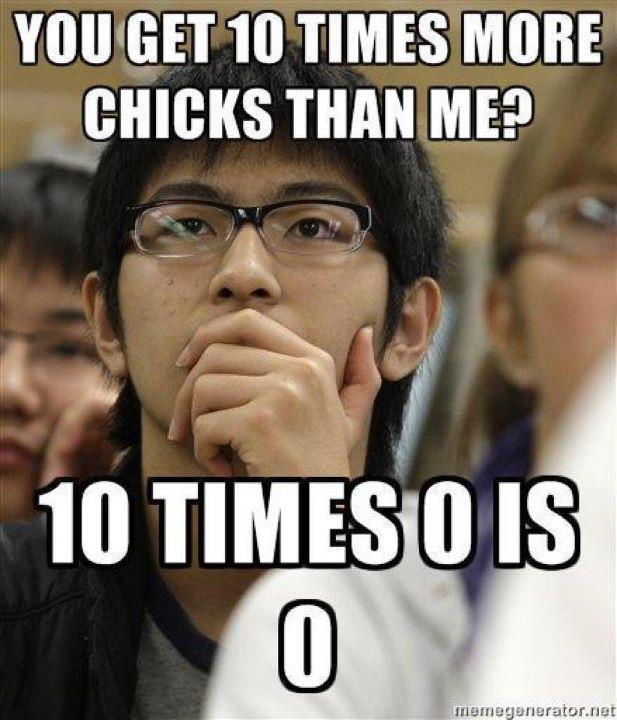 YOU GET 10 TIMES MORE
CHICKS THAN ME?
10 TIMES 0 IS
0
memegenerator.net